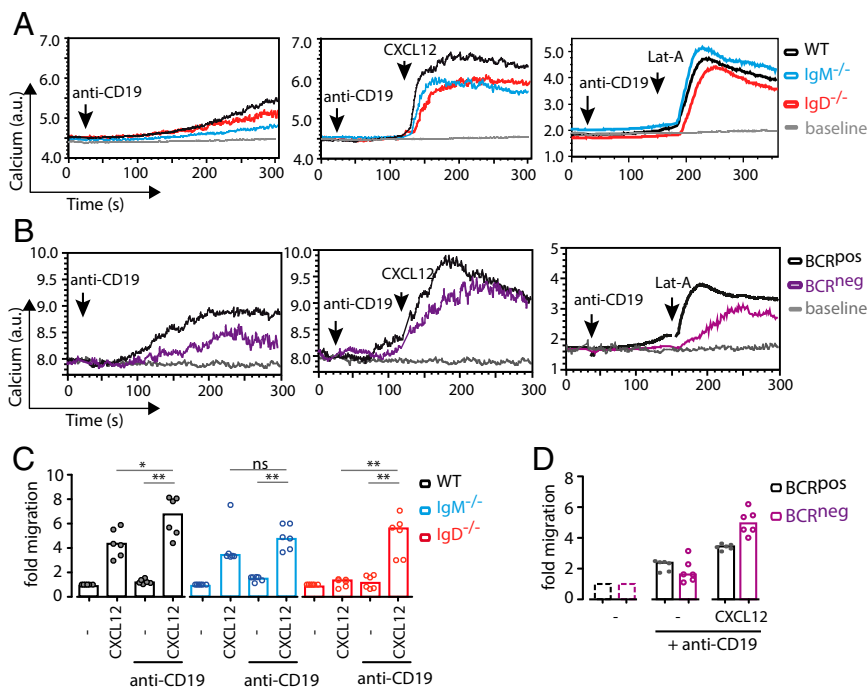 A
7.0
6.0
5.0
4.0
anti-CD19
0
100
200
300
Calcium (a.u.)
Time (s)
7.0
6.0
5.0
4.0
CXCL12
anti-CD19
0
100
200
300
5.0
4.0
3.0
2.0
1.0
anti-CD19
Lat-A
0
100
200
300
WT
IgM-/-
IgD-/-
baseline
B
10.0
9.5
9.0
8.5
8.0
anti-CD19
0
100
200
300
Calcium (a.u.)
Time (s)
10.0
9.5
9.0
8.5
8.0
anti-CD19
CXCL12
0
100
200
300
5
4
3
2
1
anti-CD19
Lat-A
0
100
200
300
BCRpos
BCRneg
baseline
C
fold migration
10
8
6
4
2
0
*
**
ns
**
**
**
WT
IgM-/-
IgD-/-
-
CXCL12
-
CXCL12
-
CXCL12
-
CXCL12
-
CXCL12
-
CXCL12
anti-CD19
anti-CD19
anti-CD19
D
fold migration
8
6
4
2
0
BCRpos
BCRneg
-
-
CXCL12
+ anti-CD19